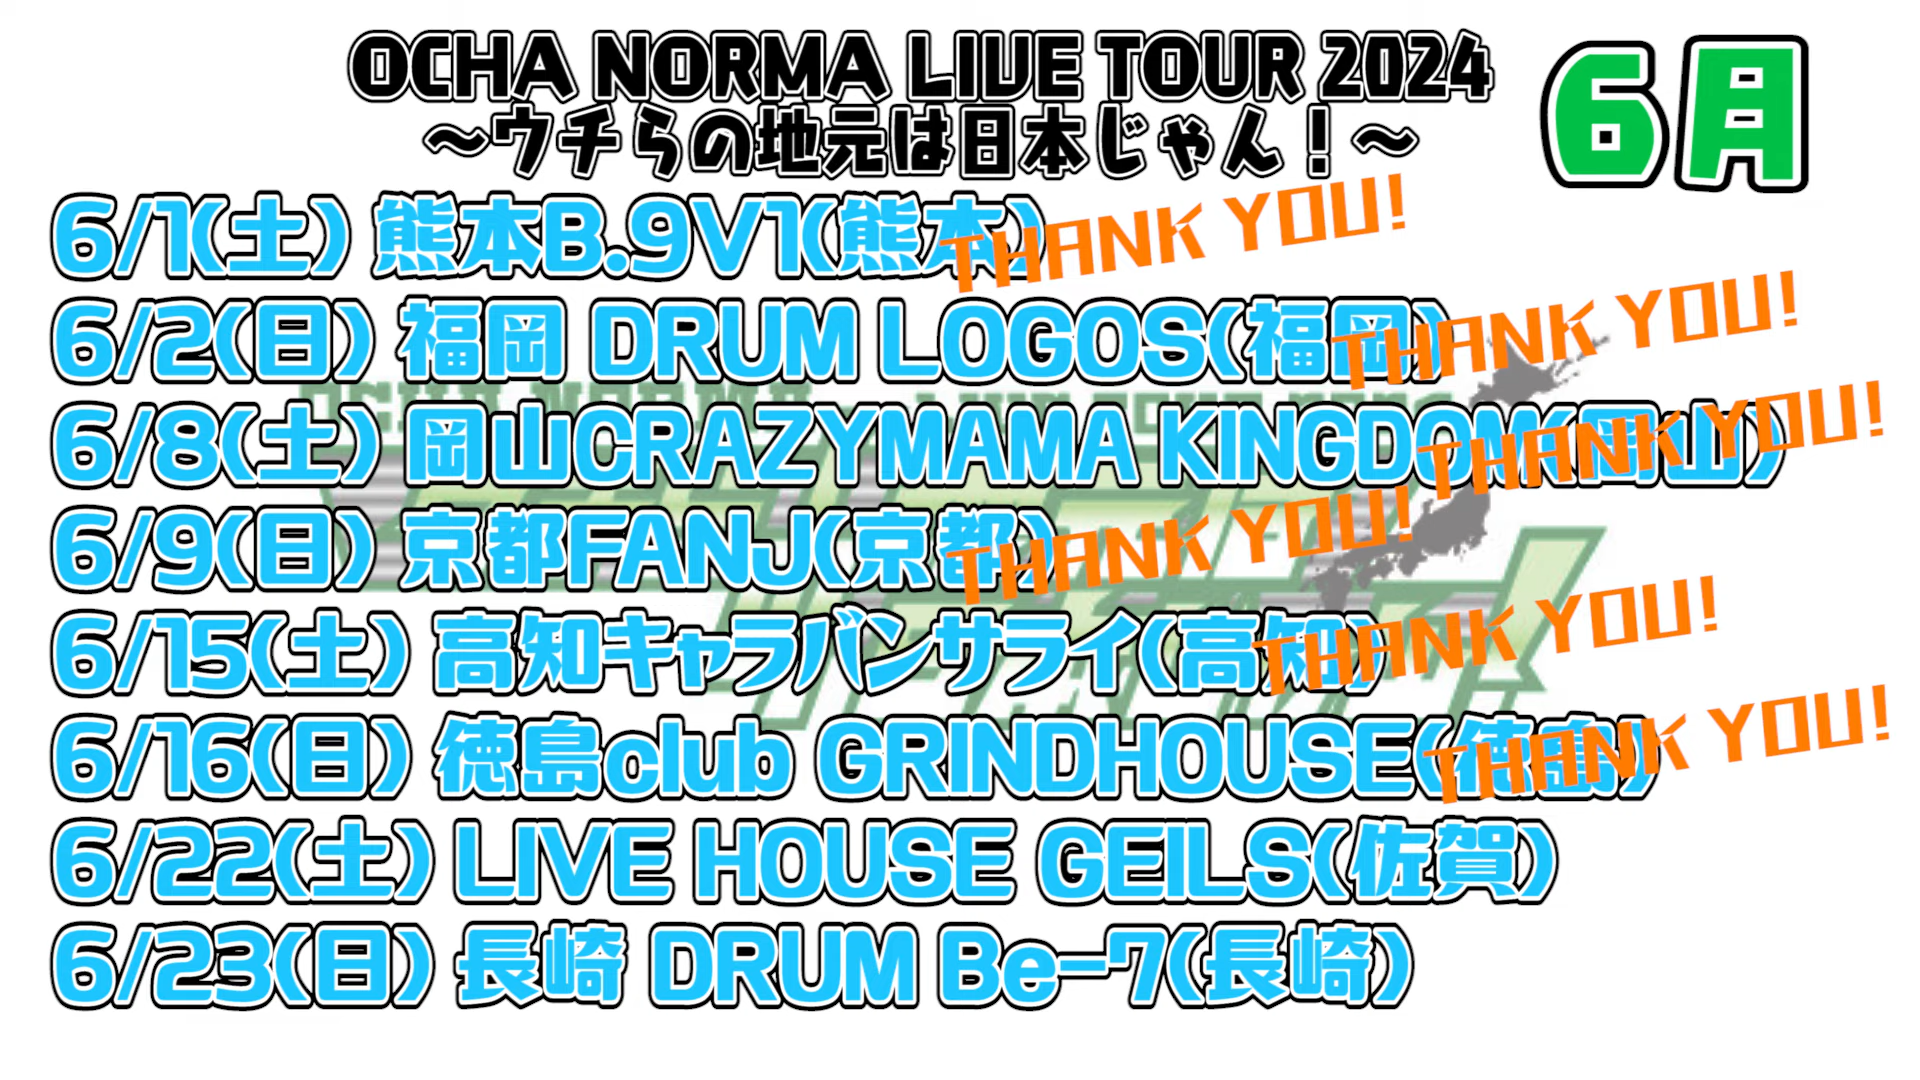 OCHA NORMA LIVE TOUR 2024
～ウチらの地元は日本じゃん！～
6月
6/1(土) 熊本B.9V1(熊本)
THANK YOU!
6/2(日) 福岡 DRUM LOGOS(福岡)
THANK YOU!
6/8(土) 岡山CRAZYMAMA KINGDOM(岡山)
THANK YOU!
6/9(日) 京都FANJ(京都)
THANK YOU!
6/15(土) 高知キャラバンサライ(高知)
THANK YOU!
6/16(日) 徳島club GRINDHOUSE(徳島)
THANK YOU!
6/22(土) LIVE HOUSE GEILS(佐賀)
6/23(日) 長崎 DRUM Be-7(長崎)